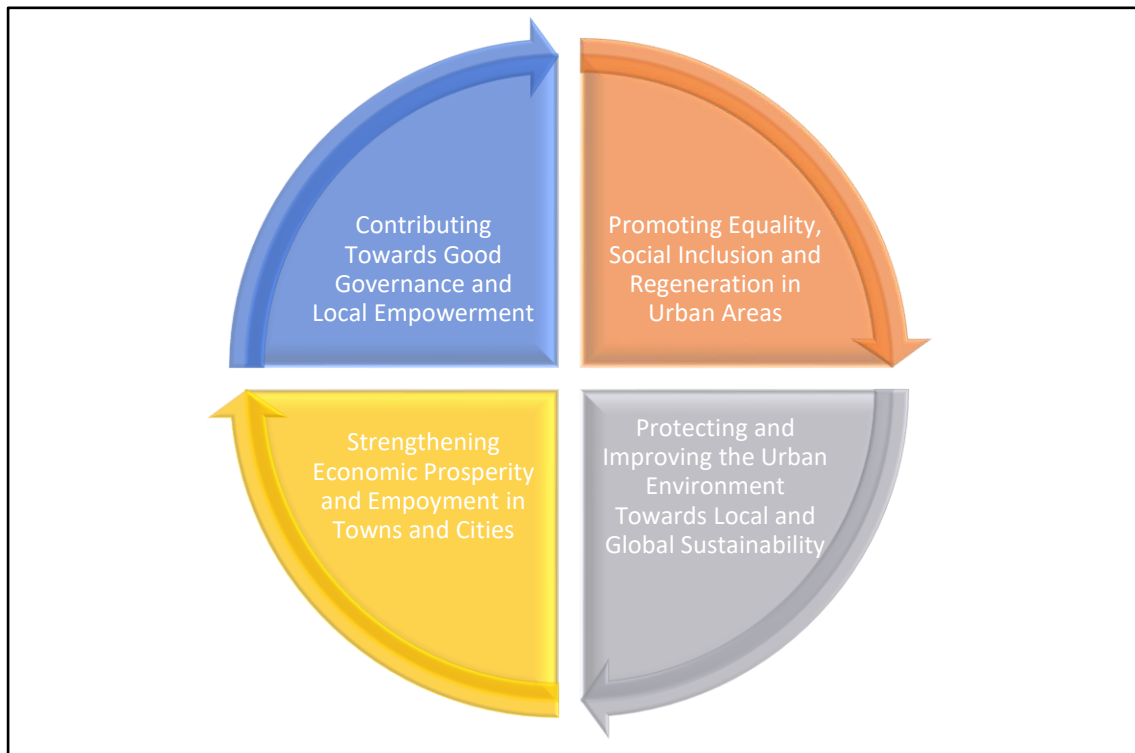 Contributing
Towards Good
Governance and
Local Empowerment
Promoting Equality,
Social Inclusion and
Regeneration in
Urban Areas
Strengthening
Economic Prosperity
and Empoyment in
Towns and Cities
Protecting and
Improving the Urban
Environment
Towards Local and
Global Sustainability